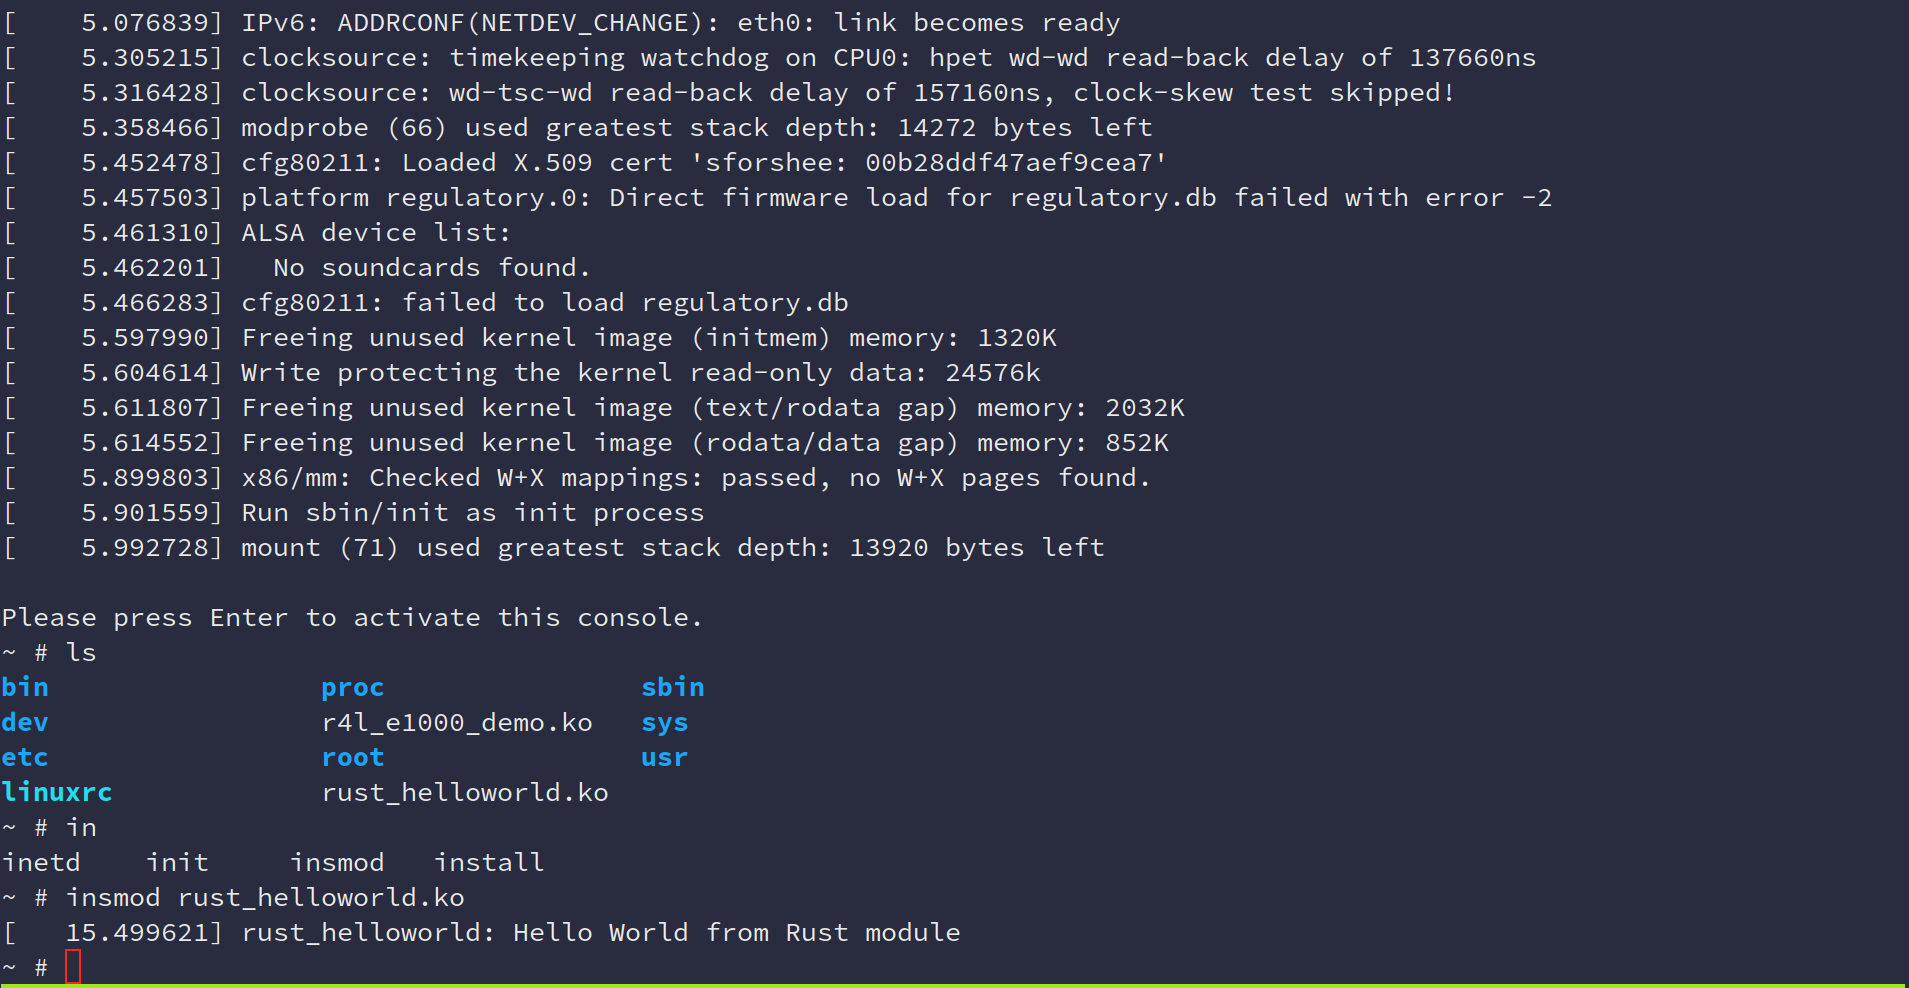 [    5.076839] IPv6: ADDRCONF(NETDEV_CHANGE): eth0: link becomes ready
[    5.305215] clocksource: timekeeping watchdog on CPU0: hpet wd-wd read-back delay of 137660ns
[    5.316428] clocksource: wd-tsc-wd read-back delay of 157160ns, clock-skew test skipped!
[    5.358466] modprobe (66) used greatest stack depth: 14272 bytes left
[    5.452478] cfg80211: Loaded X.509 cert 'sforshee: 00b28ddf47aef9cea7'
[    5.457503] platform regulatory.0: Direct firmware load for regulatory.db failed with error -2
[    5.461310] ALSA device list:
[    5.462201]   No soundcards found.
[    5.466283] cfg80211: failed to load regulatory.db
[    5.597990] Freeing unused kernel image (initmem) memory: 1320K
[    5.604614] Write protecting the kernel read-only data: 24576k
[    5.611807] Freeing unused kernel image (text/rodata gap) memory: 2032K
[    5.614552] Freeing unused kernel image (rodata/data gap) memory: 852K
[    5.899803] x86/mm: Checked W+X mappings: passed, no W+X pages found.
[    5.901559] Run sbin/init as init process
[    5.992728] mount (71) used greatest stack depth: 13920 bytes left
Please press Enter to activate this console.
~ # ls
bin                 proc                sbin
dev                 r4l_e1000_demo.ko   sys
etc                 root                usr
linuxrc             rust_helloworld.ko
~ # in
inetd    init     insmod   install
~ # insmod rust_helloworld.ko
[   15.499621] rust_helloworld: Hello World from Rust module
~ #